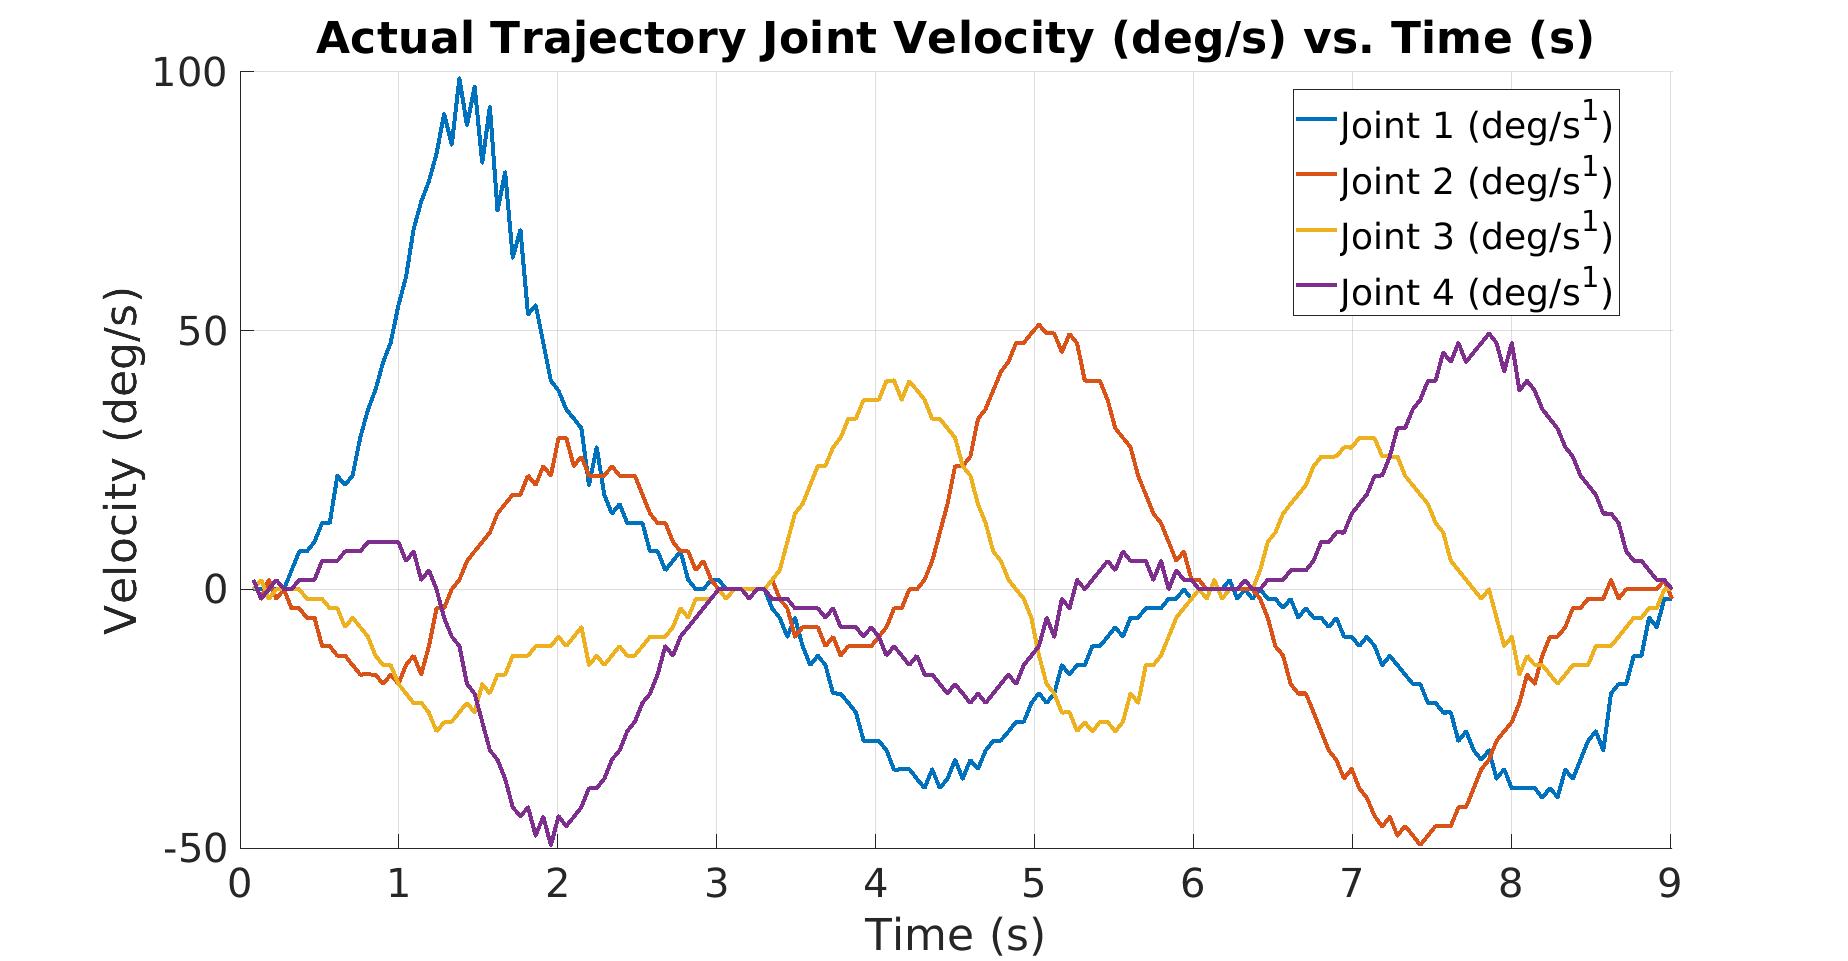 Actual Trajectory Joint Velocity (deg/s) vs. Time (s)
100
50
0
-50
Velocity (deg/s)
Joint 1 (deg/s¹)
Joint 2 (deg/s¹)
Joint 3 (deg/s¹)
Joint 4 (deg/s¹)
0 1 2 3 4 5 6 7 8 9
Time (s)